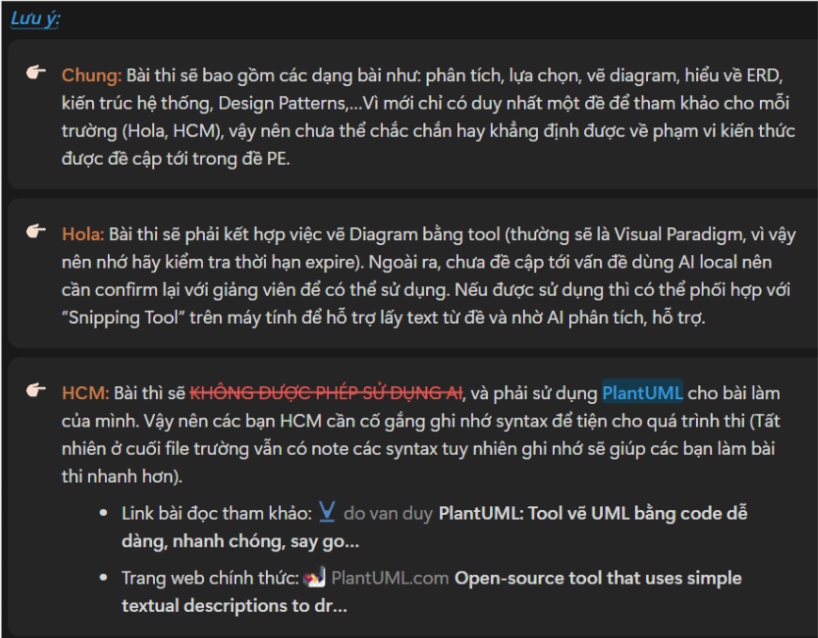 Lưu ý:
Chung: Bài thi sẽ bao gồm các dạng bài như: phân tích, lựa chọn, vẽ diagram, hiểu về ERD,
kiến trúc hệ thống, Design Patterns,...Vì mới chỉ có duy nhất một đề để tham khảo cho mỗi
trường (Hola, HCM), vậy nên chưa thể chắc chắn hay khẳng định được về phạm vi kiến thức
được đề cập tới trong đề PE.
Hola: Bài thi sẽ phải kết hợp việc vẽ Diagram bằng tool (thường sẽ là Visual Paradigm, vì vậy
nên nhớ hãy kiểm tra thời hạn expire). Ngoài ra, chưa đề cập tới vấn đề dùng AI local nên
cần confirm lại với giảng viên để có thể sử dụng. Nếu được sử dụng thì có thể phối hợp với
“Snipping Tool” trên máy tính để hỗ trợ lấy text từ đề và nhờ AI phân tích, hỗ trợ.
HCM: Bài thì sẽ KHÔNG ĐƯỢC PHÉP SỬ DỤNG AI, và phải sử dụng PlantUML cho bài làm
của mình. Vậy nên các bạn HCM cần cố gắng ghi nhớ syntax để tiện cho quá trình thi (Tất
nhiên ở cuối file trường vẫn có note các syntax tuy nhiên ghi nhớ sẽ giúp các bạn làm bài
thi nhanh hơn).
• Link bài đọc tham khảo: do van duy PlantUML: Tool vẽ UML bằng code dễ
dàng, nhanh chóng, say go...
• Trang web chính thức: PlantUML.com Open-source tool that uses simple
textual descriptions to dr...